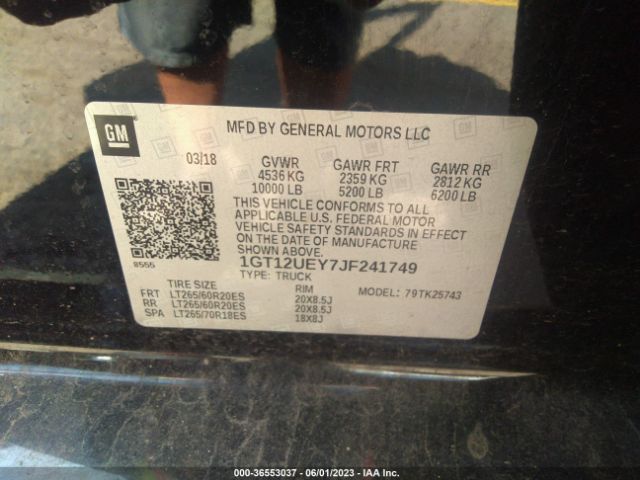 GM
MFD BY GENERAL MOTORS LLC
03/18 GVWR GAWR FRT GAWR RR
4536 KG 2359 KG 2812 KG
10000 LB 5200 LB 6200 LB
THIS VEHICLE CONFORMS TO ALL
APPLICABLE U.S. FEDERAL MOTOR
VEHICLE SAFETY STANDARDS IN EFFECT
ON THE DATE OF MANUFACTURE
SHOWN ABOVE.
8555 1GT12UEY7JF241749
TYPE: TRUCK
TIRE SIZE RIM MODEL: 79TK25743
FRT LT265/60R20ES 20X8.5J
RR LT265/60R20ES 20X8.5J
SPA LT265/70R18ES 18X8J
000-36553037 - 06/01/2023 - IAA Inc.